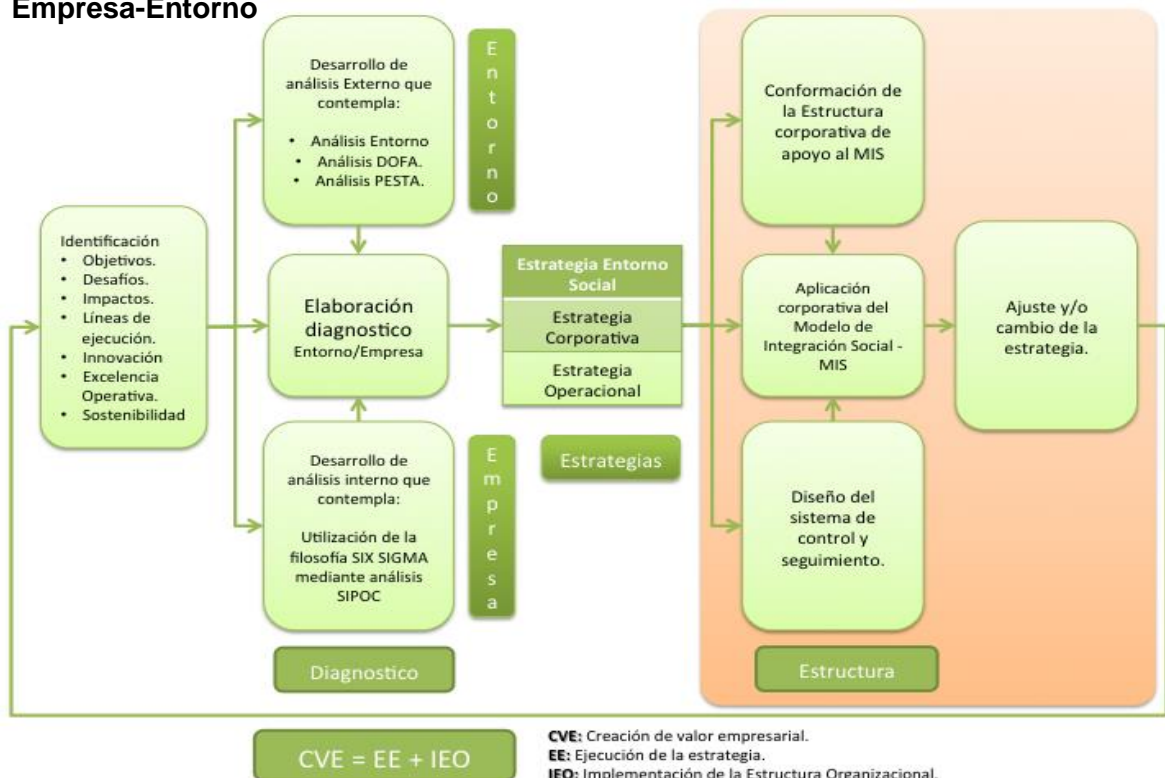 Empresa-Entorno
Desarrollo de
análisis Externo que
contempla:
• Análisis Entorno
• Análisis DOFA.
• Análisis PESTA.
Entorno
Conformación de
la Estructura
corporativa de
apoyo al MIS
Identificación
• Objetivos.
• Desafíos.
• Impactos.
• Líneas de
ejecución.
• Innovación
• Excelencia
Operativa.
• Sostenibilidad
Elaboración
diagnostico
Entorno/Empresa
Estrategia Entorno
Social
Estrategia
Corporativa
Estrategia
Operacional
Aplicación
corporativa del
Modelo de
Integración Social -
MIS
Ajuste y/o
cambio de la
estrategia.
Desarrollo de
análisis interno que
contempla:
Utilización de la
filosofía SIX SIGMA
mediante análisis
SIPOC
Empresa
Estrategias
Diseño del
sistema de
control y
seguimiento.
Diagnostico
Estructura
CVE = EE + IEO
CVE: Creación de valor empresarial.
EE: Ejecución de la estrategia.
IEO: Implementación de la Estructura Organizacional.